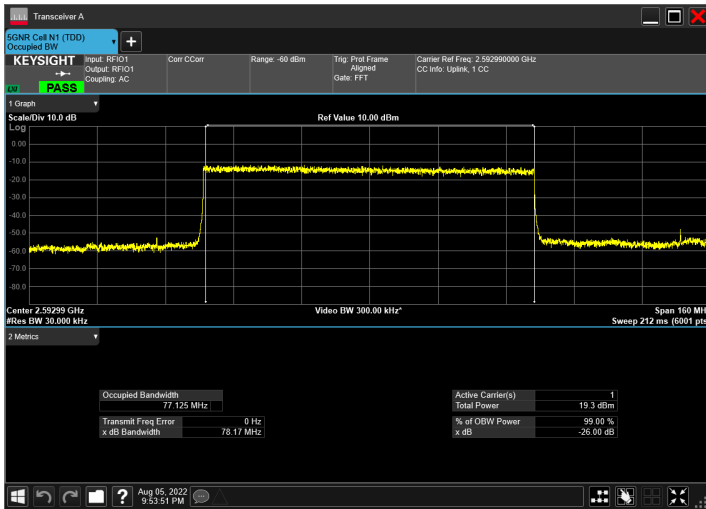 Transceiver A
5GNR Cell N1 (TDD)
Occupied BW
KEYSIGHT
LXI
PASS
Input: RFIO1
Output: RFIO1
Coupling: AC
Corr CCorr
Range: -60 dBm
Trig: Prot Frame
Aligned
Gate: FFT
Carrier Ref Freq: 2.592990000 GHz
CC Info: Uplink, 1 CC
1 Graph
Scale/Div 10.0 dB
Ref Value 10.00 dBm
Log
0.00
-10.0
-20.0
-30.0
-40.0
-50.0
-60.0
-70.0
-80.0
Center 2.59299 GHz
Video BW 300.00 kHz*
Span 160 MH
#Res BW 30.000 kHz
Sweep 212 ms (6001 pts
2 Metrics
Occupied Bandwidth
77.125 MHz
Transmit Freq Error 0 Hz
x dB Bandwidth 78.17 MHz
Active Carrier(s) 1
Total Power 19.3 dBm
% of OBW Power 99.00 %
x dB -26.00 dB
Aug 05, 2022
9:53:51 PM